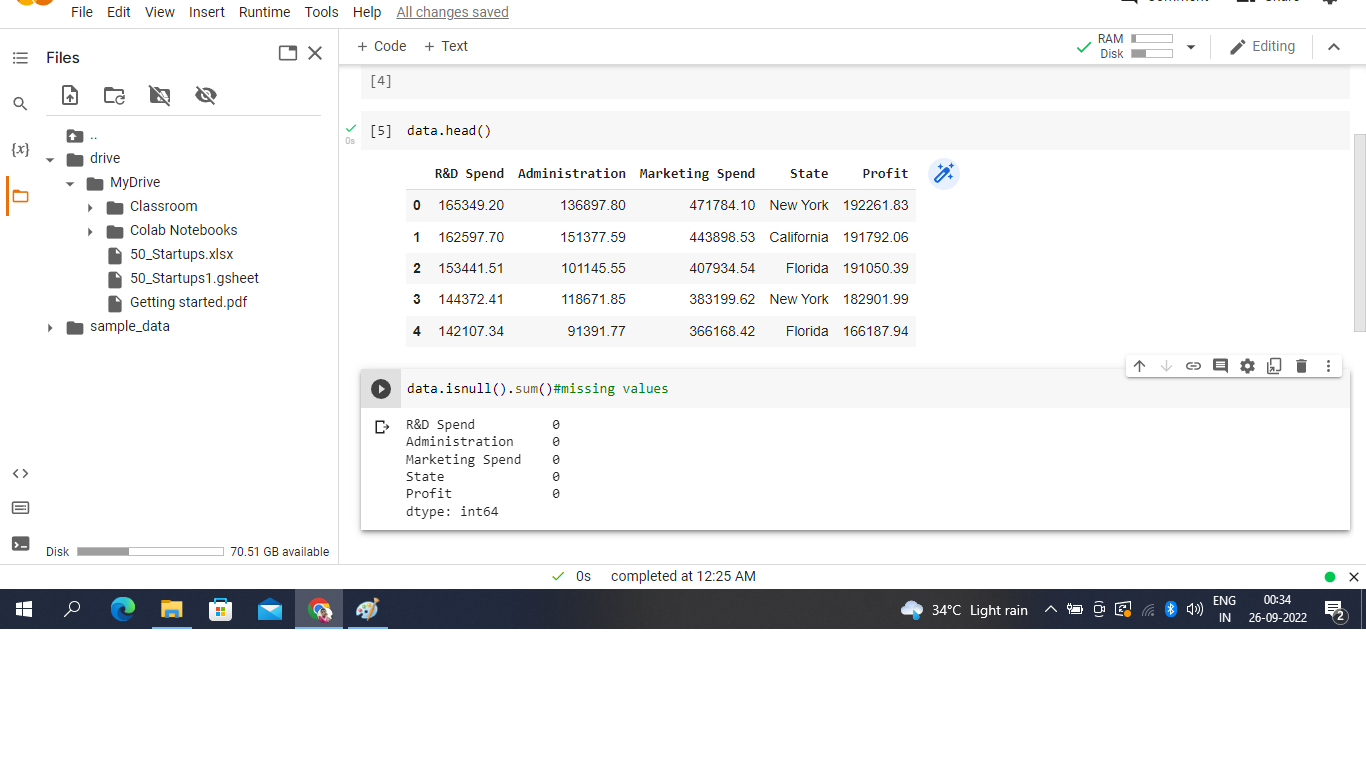 File Edit View Insert Runtime Tools Help All changes saved
Files
+ Code + Text
RAM
Disk
Editing
[4]
..
drive
MyDrive
Classroom
Colab Notebooks
50_Startups.xlsx
50_Startups1.gsheet
Getting started.pdf
sample_data
{x}
0s
[5] data.head()
R&D Spend Administration Marketing Spend State Profit
0 165349.20 136897.80 471784.10 New York 192261.83
1 162597.70 151377.59 443898.53 California 191792.06
2 153441.51 101145.55 407934.54 Florida 191050.39
3 144372.41 118671.85 383199.62 New York 182901.99
4 142107.34 91391.77 366168.42 Florida 166187.94
data.isnull().sum()#missing values
R&D Spend 0
Administration 0
Marketing Spend 0
State 0
Profit 0
dtype: int64
Disk 70.51 GB available
0s completed at 12:25 AM
34°C Light rain
ENG
IN
00:34
26-09-2022
2